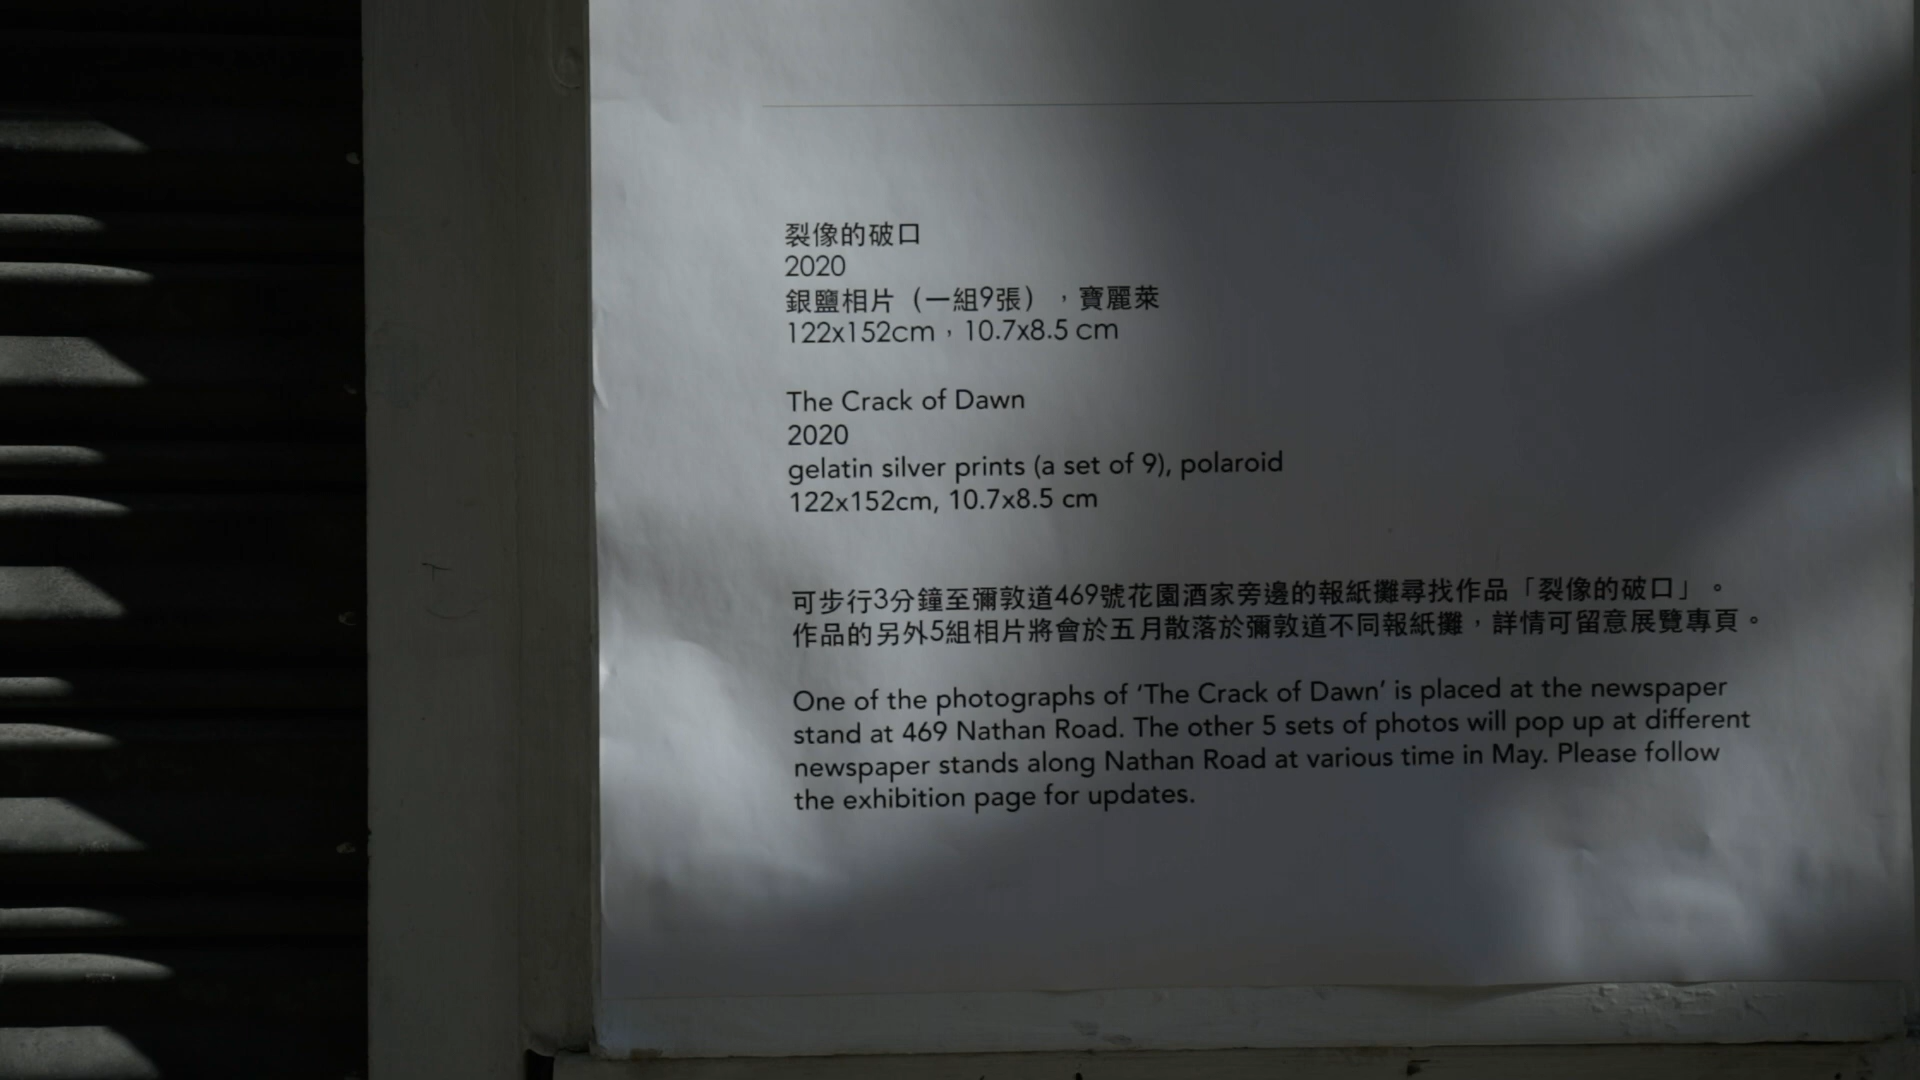 裂像的破口
2020
銀鹽相片（一組9張），寶麗萊
122x152cm，10.7x8.5 cm
The Crack of Dawn
2020
gelatin silver prints (a set of 9), polaroid
122x152cm, 10.7x8.5 cm
可步行3分鐘至彌敦道469號花園酒家旁邊的報紙攤尋找作品「裂像的破口」。
作品的另外5組相片將會於五月散落於彌敦道不同報紙攤，詳情可留意展覽專頁。
One of the photographs of ‘The Crack of Dawn’ is placed at the newspaper
stand at 469 Nathan Road. The other 5 sets of photos will pop up at different
newspaper stands along Nathan Road at various time in May. Please follow
the exhibition page for updates.